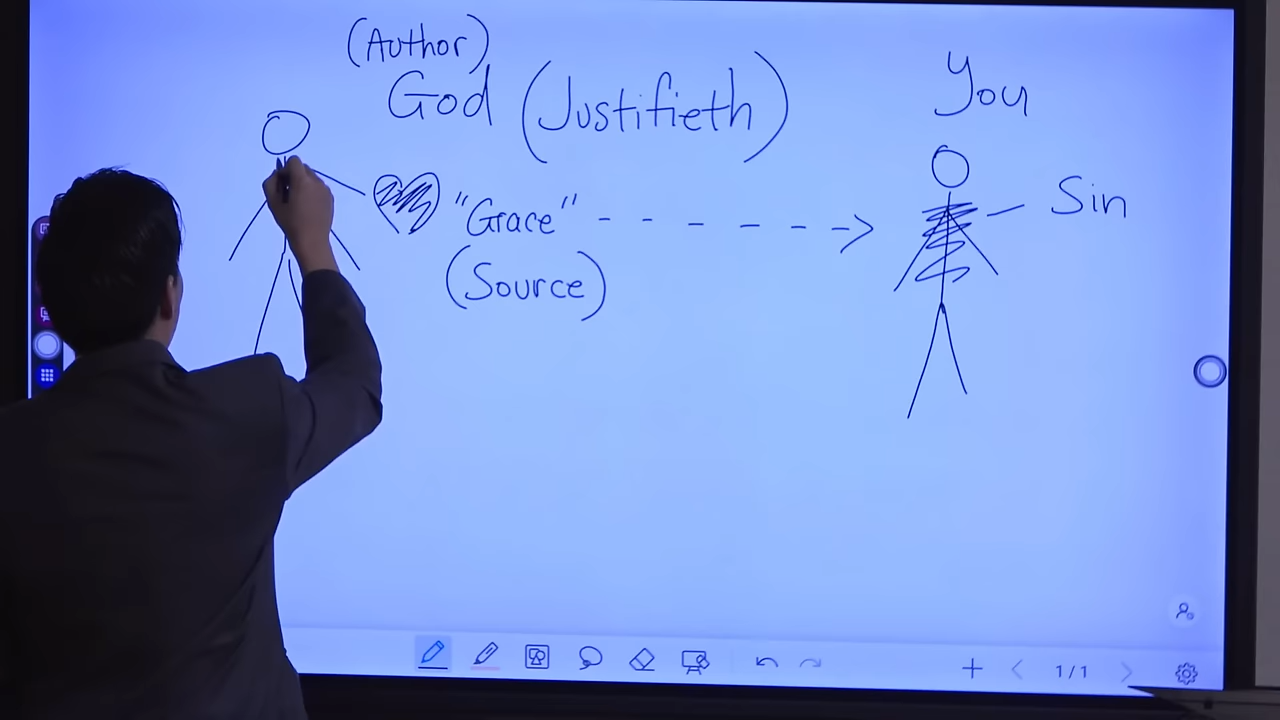 (Author)
God (Justifieth)
You
"Grace"
Sin
(Source)
1/1